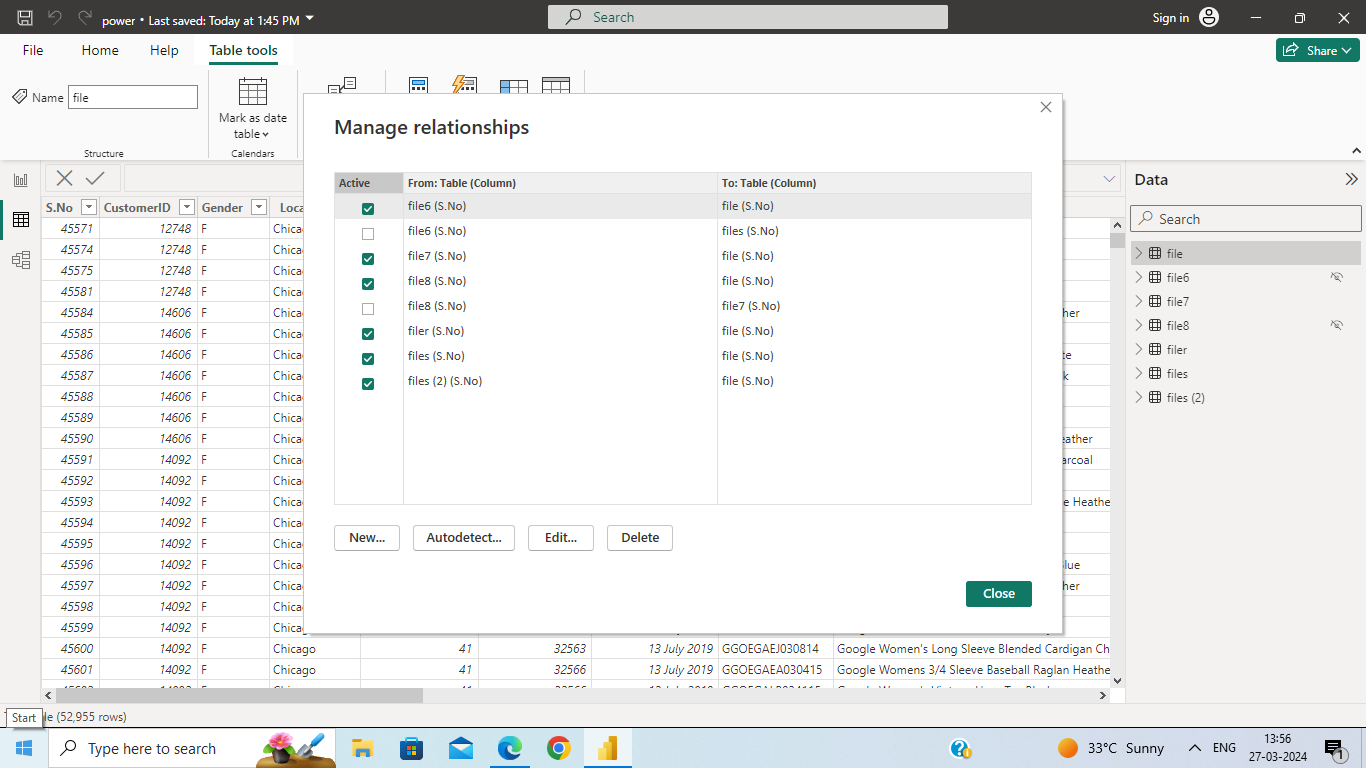 power • Last saved: Today at 1:45 PM
Search
Sign in
File
Home
Help
Table tools
Share
Name
file
Mark as date
table
Structure
Calendars
Manage relationships
Active
From: Table (Column)
To: Table (Column)
file6 (S.No)
file (S.No)
file6 (S.No)
files (S.No)
file7 (S.No)
file (S.No)
file8 (S.No)
file (S.No)
file8 (S.No)
file7 (S.No)
filer (S.No)
file (S.No)
files (S.No)
file (S.No)
files (2) (S.No)
file (S.No)
New...
Autodetect...
Edit...
Delete
Close
S.No CustomerID Gender Loca
45571 12748 F Chica
45574 12748 F Chica
45575 12748 F Chica
45581 12748 F Chica
45584 14606 F Chica her
45585 14606 F Chica
45586 14606 F Chica te
45587 14606 F Chica k
45588 14606 F Chica
45589 14606 F Chica
45590 14606 F Chica eather
45591 14092 F Chica arcoal
45592 14092 F Chica
45593 14092 F Chica e Heathe
45594 14092 F Chica
45595 14092 F Chica
45596 14092 F Chica lue
45597 14092 F Chica her
45598 14092 F Chica
45599 14092 F Chica
45600 14092 F Chicago 41 32563 13 July 2019 GGOEGAEJ030814 Google Women's Long Sleeve Blended Cardigan Ch
45601 14092 F Chicago 41 32566 13 July 2019 GGOEGAEA030415 Google Womens 3/4 Sleeve Baseball Raglan Heathe
Data
Search
file
file6
file7
file8
filer
files
files (2)
Start
le (52,955 rows)
Type here to search
33°C Sunny
ENG
13:56
27-03-2024
1